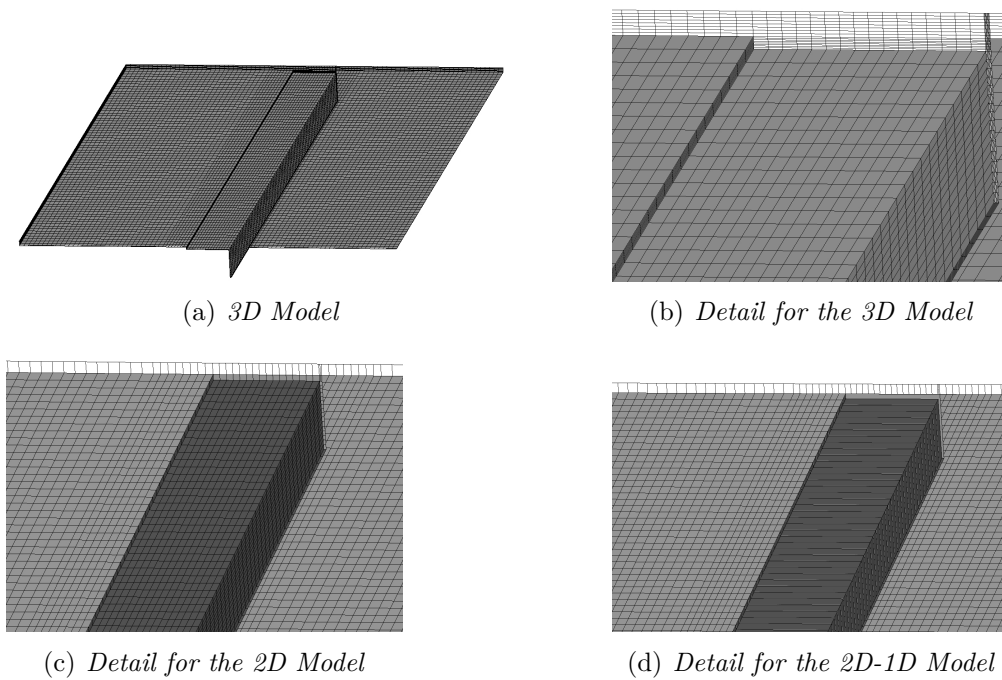 (a) 3D Model
(b) Detail for the 3D Model
(c) Detail for the 2D Model
(d) Detail for the 2D-1D Model